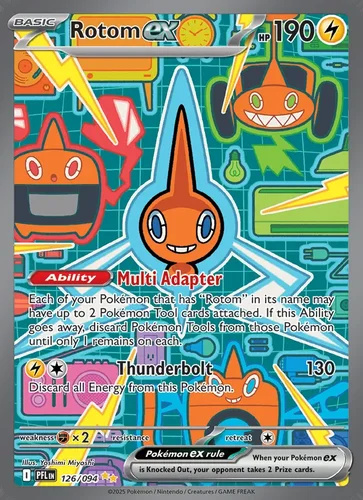 BASIC Rotom ex HP 190
Ability Multi Adapter
Each of your Pokémon that has "Rotom" in its name may
have up to 2 Pokémon Tool cards attached. If this Ability
goes away, discard Pokémon Tools from those Pokémon
until only 1 remains on each.
Thunderbolt 130
Discard all Energy from this Pokémon.
weakness ×2 resistance retreat
Illus. Yoshimi Miyoshi
Pokémon ex rule When your Pokémon ex
is Knocked Out, your opponent takes 2 Prize cards.
I PFL EN 126/094
©2025 Pokémon / Nintendo / Creatures / GAME FREAK